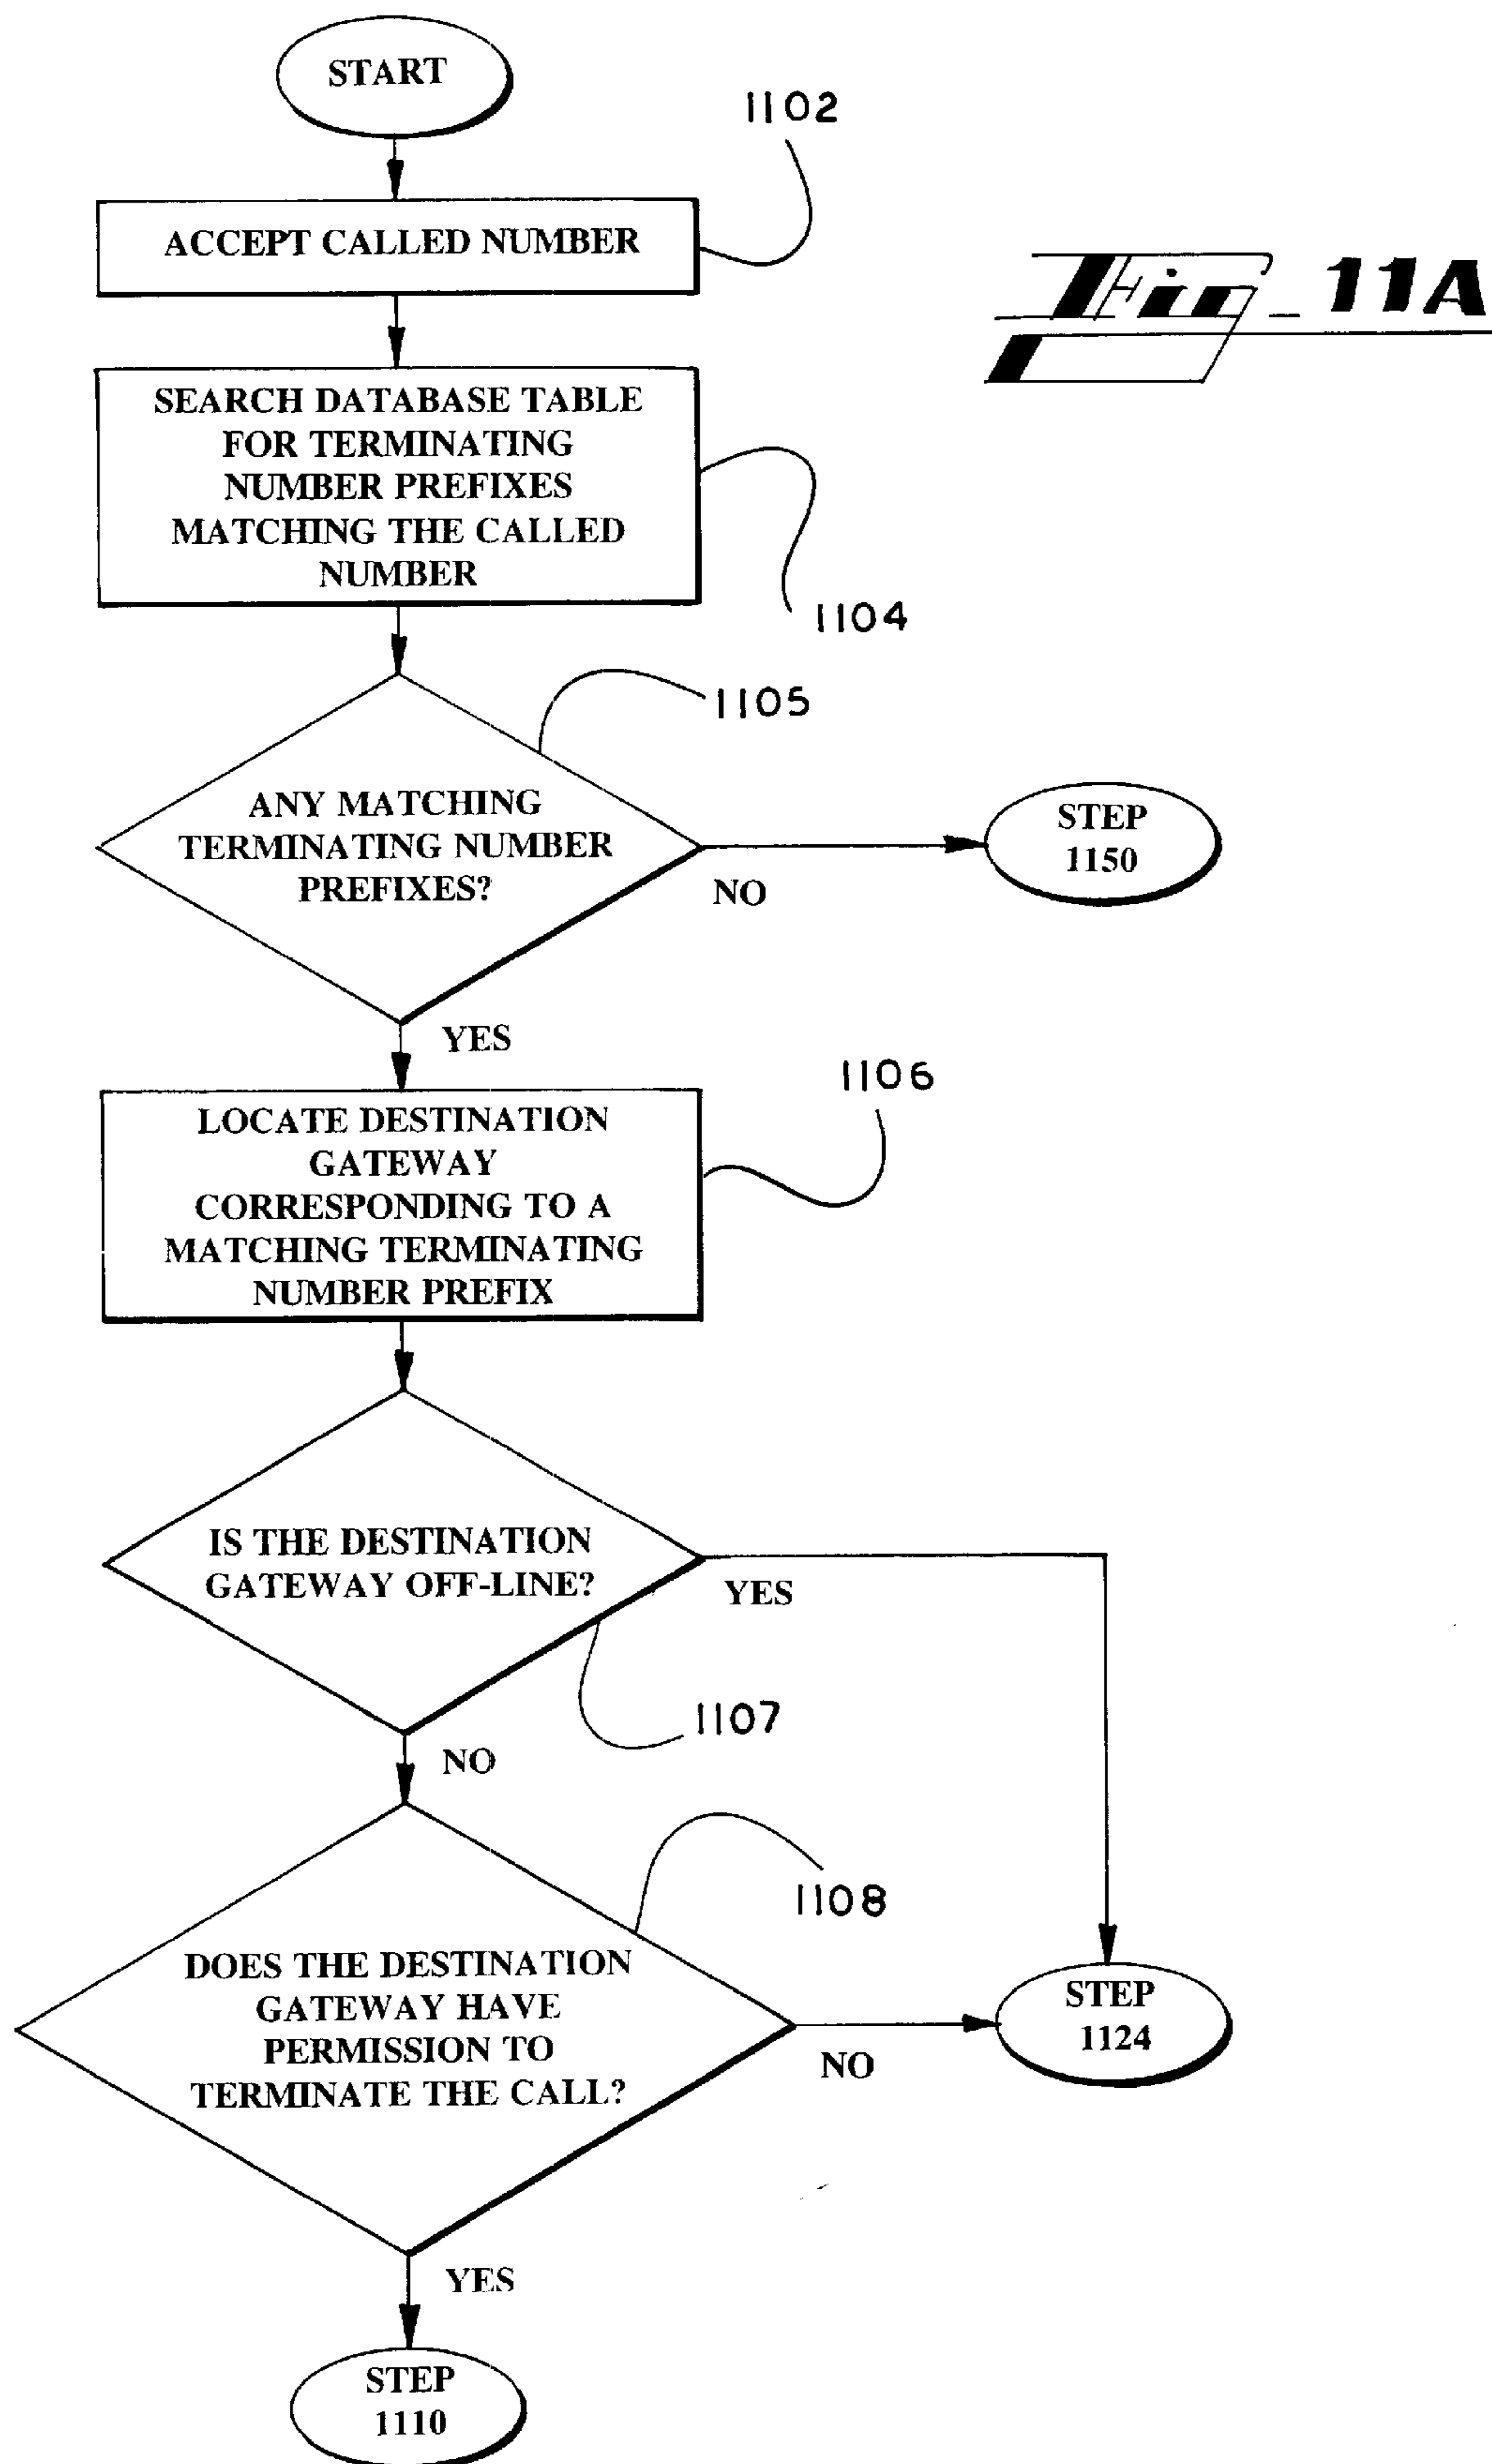 START
1102
ACCEPT CALLED NUMBER
Fig_11A
SEARCH DATABASE TABLE
FOR TERMINATING
NUMBER PREFIXES
MATCHING THE CALLED
NUMBER
1104
1105
ANY MATCHING
TERMINATING NUMBER
PREFIXES?
NO
STEP
1150
YES
1106
LOCATE DESTINATION
GATEWAY
CORRESPONDING TO A
MATCHING TERMINATING
NUMBER PREFIX
IS THE DESTINATION
GATEWAY OFF-LINE?
YES
1107
NO
1108
DOES THE DESTINATION
GATEWAY HAVE
PERMISSION TO
TERMINATE THE CALL?
NO
STEP
1124
YES
STEP
1110